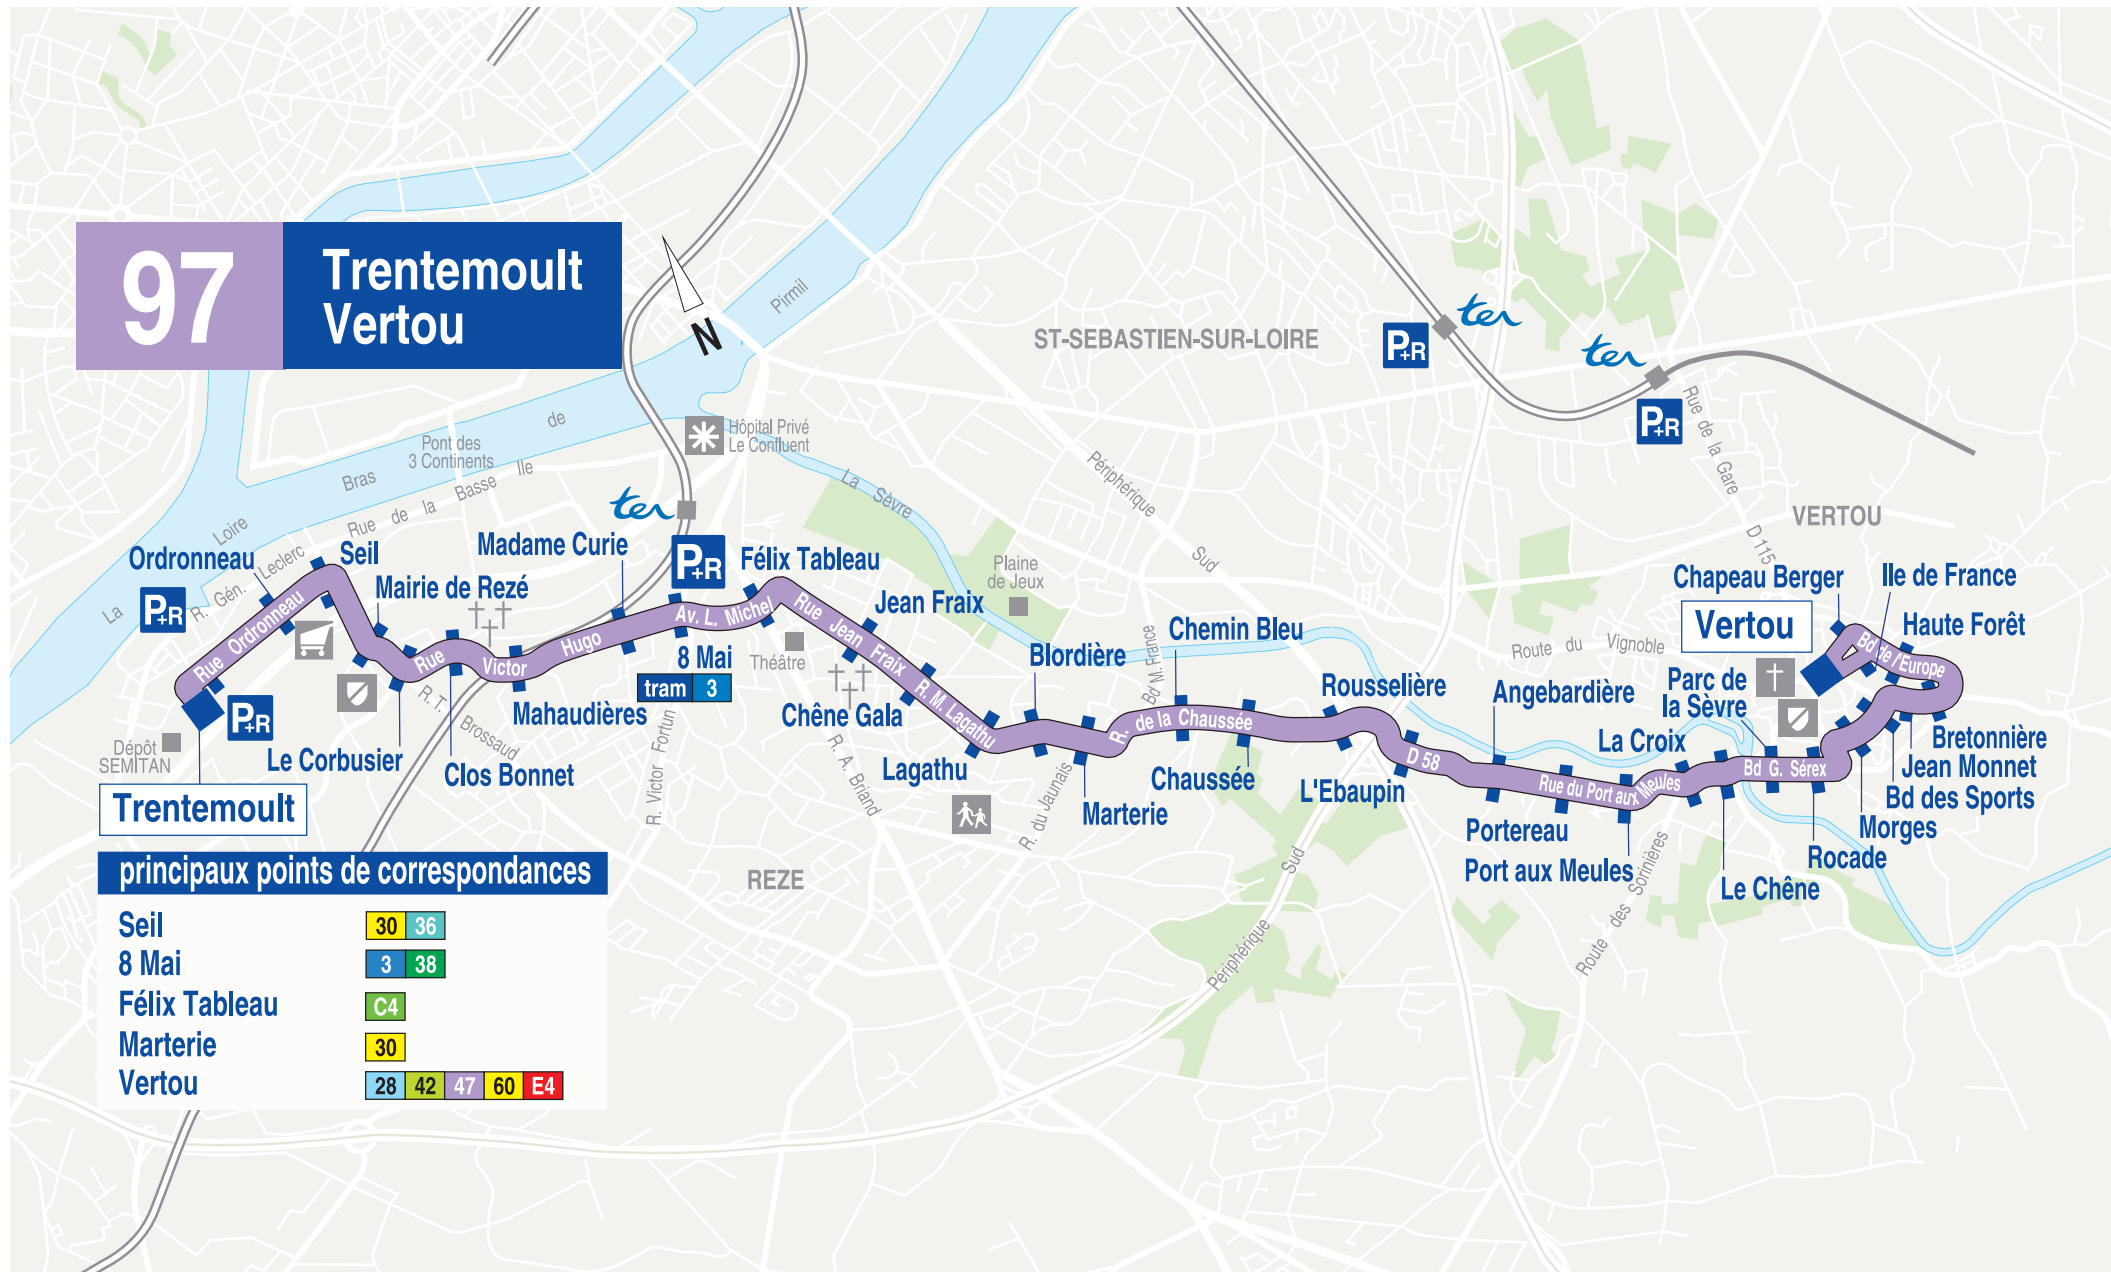 97
Trentemoult
Vertou
N
Pirmil
ST-SEBASTIEN-SUR-LOIRE
ter
P+R
ter
P+R
Rue de la Gare
D 115
VERTOU
Hôpital Privé
Le Confluent
Pont des
3 Continents
La Loire
Bras de
Pirmil
Rue de la Basse Ile
R. Gén. Leclerc
La Sèvre
Périphérique Sud
Plaine
de Jeux
ter
P+R
P+R
P+R
Ordronneau
Seil
Mairie de Rezé
Madame Curie
Félix Tableau
Jean Fraix
Blordière
Chemin Bleu
Rousselière
Angebardière
La Croix
Parc de
la Sèvre
Chapeau Berger
Ile de France
Haute Forêt
Vertou
Route du Vignoble
Bd M. France
Rue Ordronneau
Rue Victor Hugo
Av. L. Michel
Rue Jean Fraix
R. M. Lagathu
R. de la Chaussée
D 58
Rue du Port aux Meules
Bd G. Sérex
Bd de l'Europe
8 Mai
tram 3
Théâtre
Dépôt
SEMITAN
Trentemoult
Le Corbusier
Clos Bonnet
Mahaudières
Chêne Gala
Lagathu
Marterie
Chaussée
L'Ebaupin
Portereau
Port aux Meules
Le Chêne
Rocade
Morges
Bd des Sports
Jean Monnet
Bretonnière
R. T. Brossaud
R. Victor Fortun
R. A. Briand
R. du Jaunais
REZE
Périphérique Sud
Route des Sorinières
principaux points de correspondances
Seil 30 36
8 Mai 3 38
Félix Tableau C4
Marterie 30
Vertou 28 42 47 60 E4